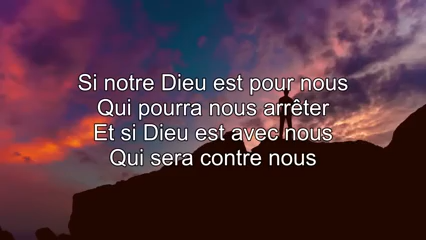 Si notre Dieu est pour nous
Qui pourra nous arrêter
Et si Dieu est avec nous
Qui sera contre nous